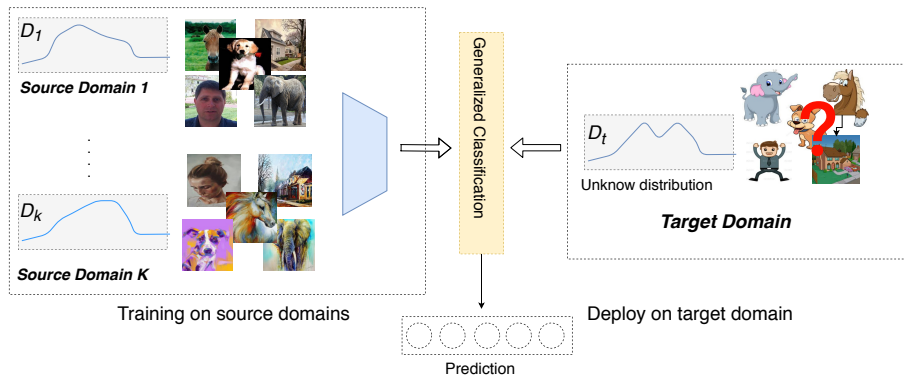 D1
Source Domain 1
Dk
Source Domain K
Training on source domains
Generalized Classification
Prediction
Dt
?
Unknow distribution
Target Domain
Deploy on target domain